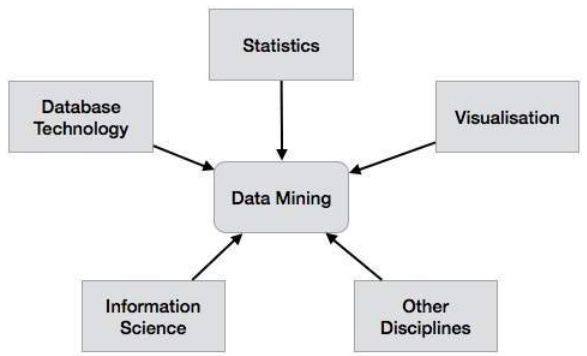 Statistics
Database
Technology
Visualisation
Data Mining
Information
Science
Other
Disciplines